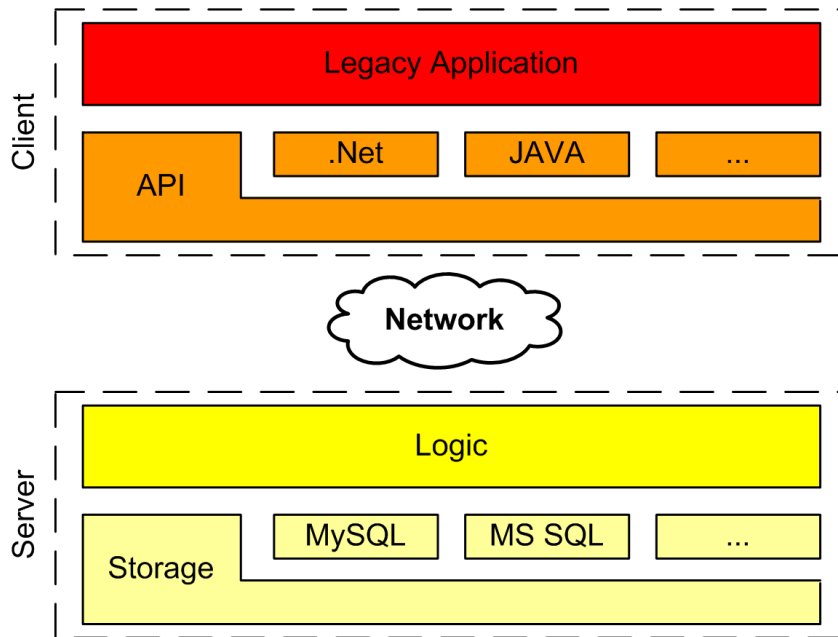 Client
Legacy Application
API
.Net
JAVA
...
Network
Server
Logic
Storage
MySQL
MS SQL
...